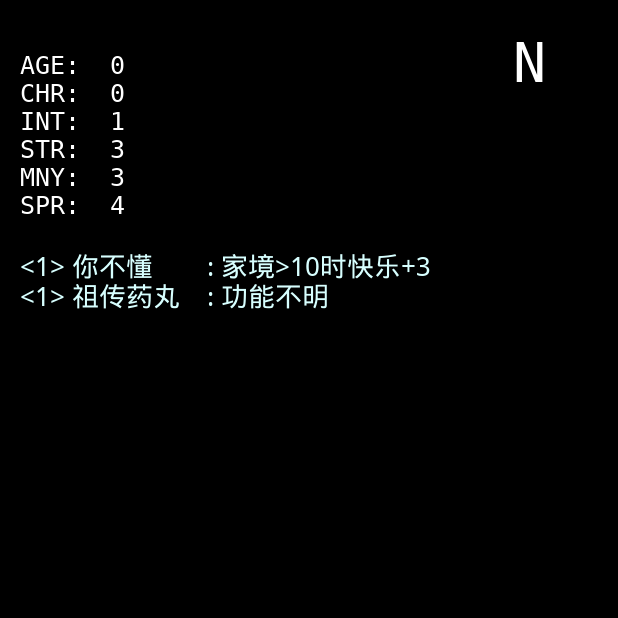 N
AGE: 0
CHR: 0
INT: 1
STR: 3
MNY: 3
SPR: 4
<1> 你不懂 : 家境>10时快乐+3
<1> 祖传药丸 : 功能不明